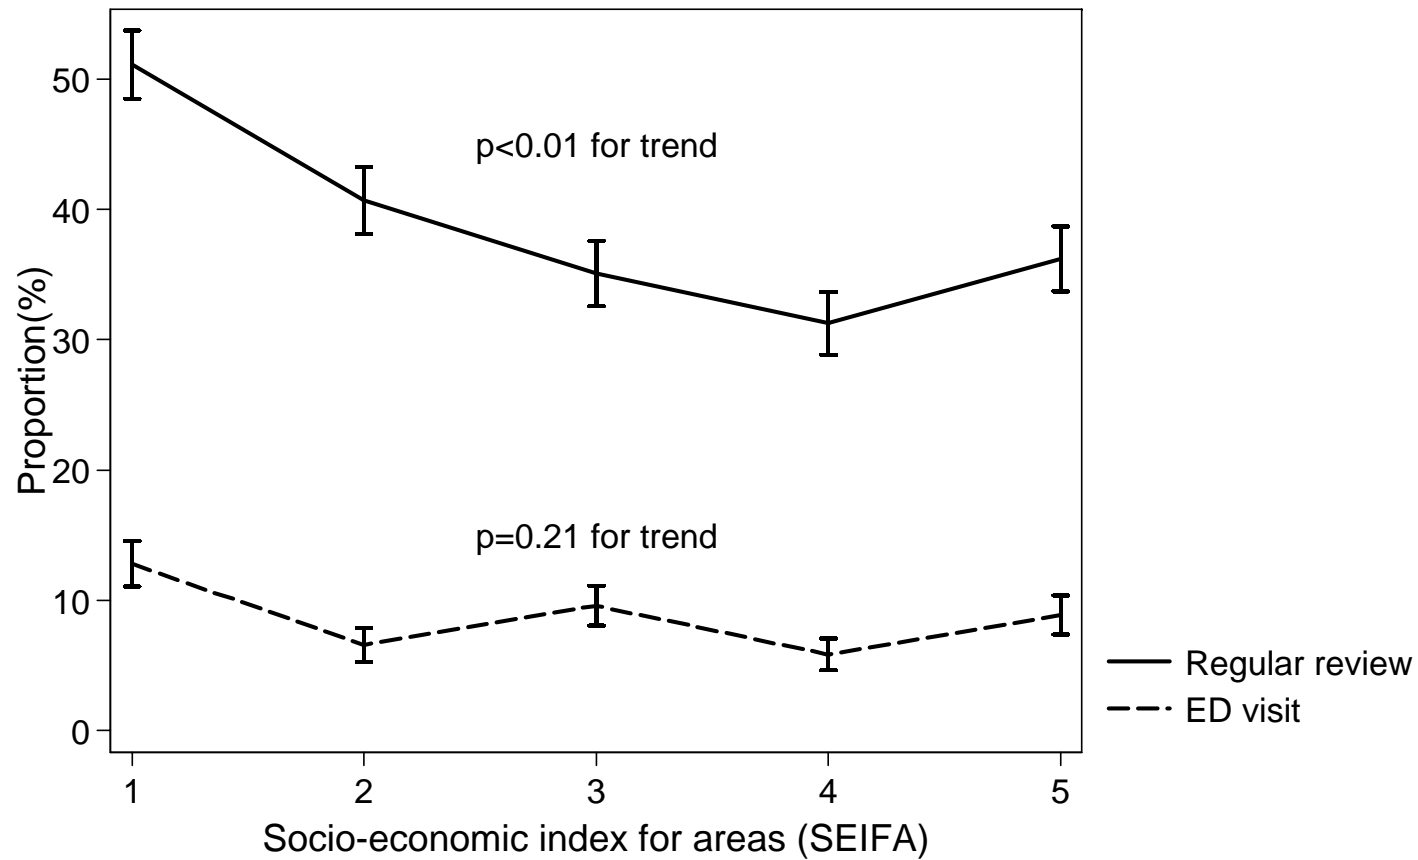 50
40
30
20
10
0
Proportion(%)
p<0.01 for trend
p=0.21 for trend
1 2 3 4 5
Socio-economic index for areas (SEIFA)
Regular review
ED visit